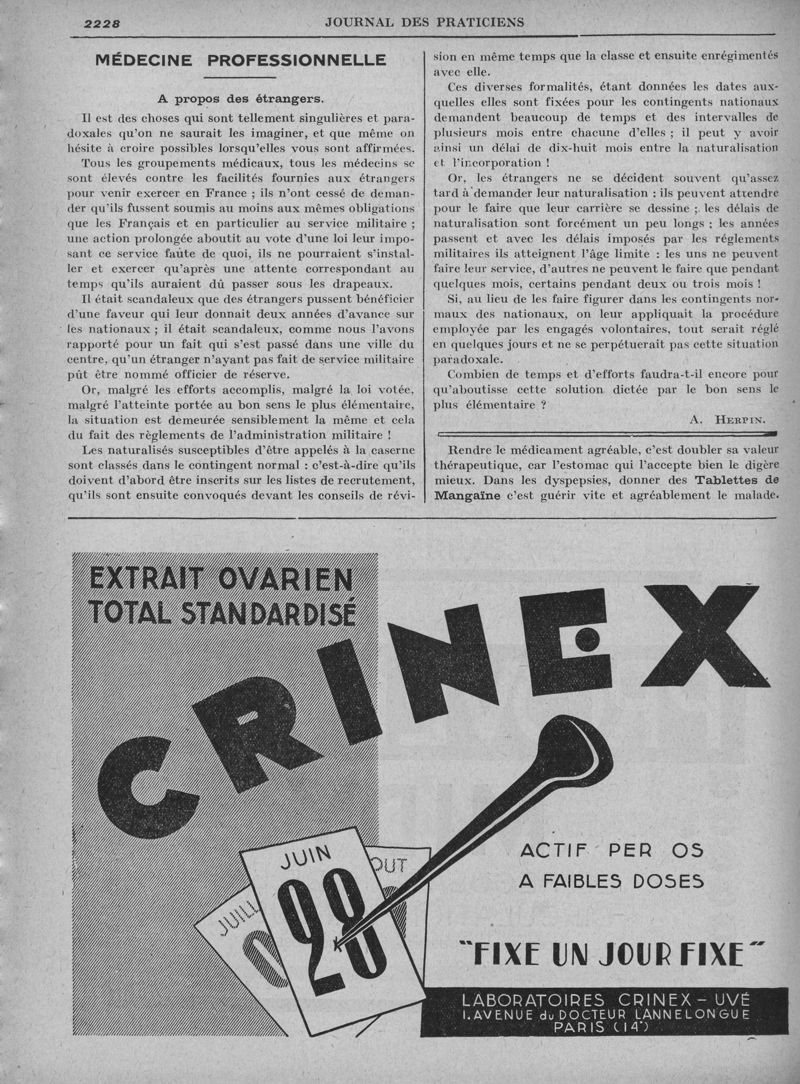 2228
JOURNAL DES PRATICIENS
MÉDECINE PROFESSIONNELLE
A propos des étrangers.
Il est des choses qui sont tellement singulières et para-
doxales qu'on ne saurait les imaginer, et que même on
hésite à croire possibles lorsqu'elles vous sont affirmées.
Tous les groupements médicaux, tous les médecins se
sont élevés contre les facilités fournies aux étrangers
pour venir exercer en France ; ils n'ont cessé de deman-
der qu'ils fussent soumis au moins aux mêmes obligations
que les Français et en particulier au service militaire ;
une action prolongée aboutit au vote d'une loi leur impo-
sant ce service faute de quoi, ils ne pourraient s'instal-
ler et exercer qu'après une attente correspondant au
temps qu'ils auraient dû passer sous les drapeaux.
Il était scandaleux que des étrangers pussent bénéficier
d'une faveur qui leur donnait deux années d'avance sur
les nationaux ; il était scandaleux, comme nous l'avons
rapporté pour un fait qui s'est passé dans une ville du
centre, qu'un étranger n'ayant pas fait de service militaire
pût être nommé officier de réserve.
Or, malgré les efforts accomplis, malgré la loi votée,
malgré l'atteinte portée au bon sens le plus élémentaire,
la situation est demeurée sensiblement la même et cela
du fait des règlements de l'administration militaire !
Les naturalisés susceptibles d'être appelés à la caserne
sont classés dans le contingent normal : c'est-à-dire qu'ils
doivent d'abord être inscrits sur les listes de recrutement,
qu'ils sont ensuite convoqués devant les conseils de révi-
sion en même temps que la classe et ensuite enrégimentés
avec elle.
Ces diverses formalités, étant données les dates aux-
quelles elles sont fixées pour les contingents nationaux
demandent beaucoup de temps et des intervalles de
plusieurs mois entre chacune d'elles ; il peut y avoir
ainsi un délai de dix-huit mois entre la naturalisation
et l'incorporation !
Or, les étrangers ne se décident souvent qu'assez
tard à demander leur naturalisation : ils peuvent attendre
pour le faire que leur carrière se dessine ; les délais de
naturalisation sont forcément un peu longs ; les années
passent et avec les délais imposés par les réglements
militaires ils atteignent l'âge limite : les uns ne peuvent
faire leur service, d'autres ne peuvent le faire que pendant
quelques mois, certains pendant deux ou trois mois !
Si, au lieu de les faire figurer dans les contingents nor-
maux des nationaux, on leur appliquait la procédure
employée par les engagés volontaires, tout serait réglé
en quelques jours et ne se perpétuerait pas cette situation
paradoxale.
Combien de temps et d'efforts faudra-t-il encore pour
qu'aboutisse cette solution dictée par le bon sens le
plus élémentaire ?
A. HERPIN.
Rendre le médicament agréable, c'est doubler sa valeur
thérapeutique, car l'estomac qui l'accepte bien le digère
mieux. Dans les dyspepsies, donner des Tablettes de
Mangaïne c'est guérir vite et agréablement le malade.
EXTRAIT OVARIEN
TOTAL STANDARDISÉ
CRINEX
JUILL
JUIN
OUT
28
ACTIF PER OS
A FAIBLES DOSES
"FIXE UN JOUR FIXE"
LABORATOIRES CRINEX - UVÉ
1. AVENUE du DOCTEUR LANNELONGUE
PARIS (14e)